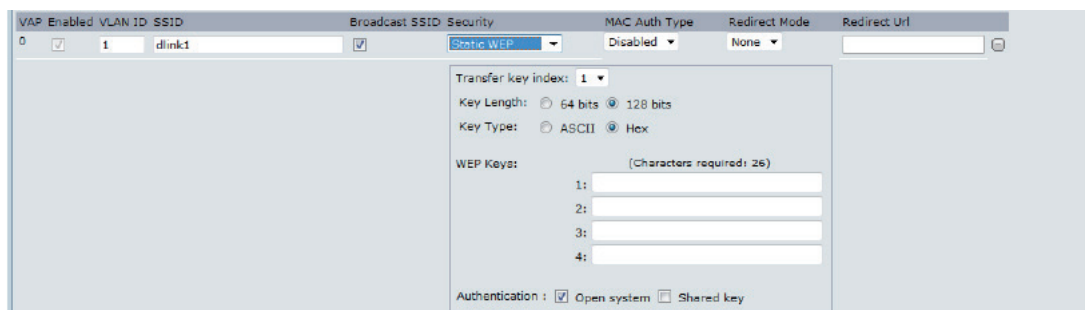 VAP Enabled VLAN ID SSID Broadcast SSID Security MAC Auth Type Redirect Mode Redirect Url
0 1 dlink1 Static WEP Disabled None
Transfer key index: 1
Key Length: 64 bits 128 bits
Key Type: ASCII Hex
WEP Keys: (Characters required: 26)
1:
2:
3:
4:
Authentication : Open system Shared key